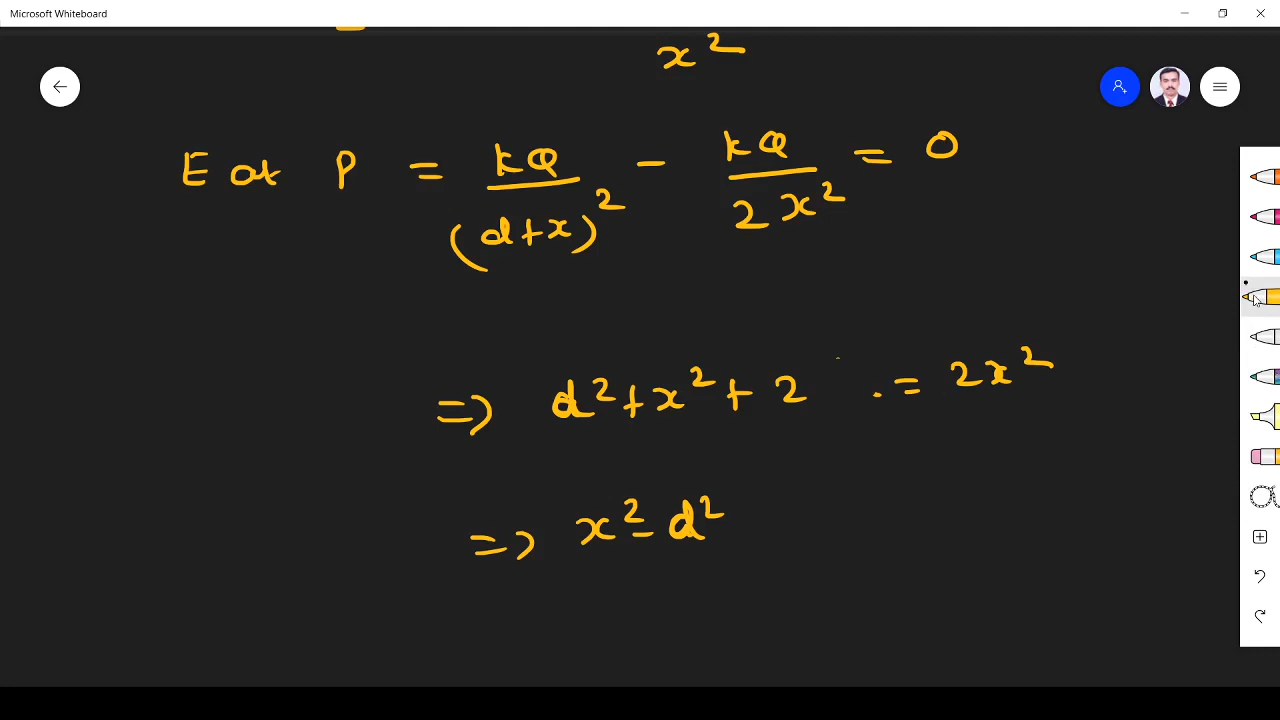 Microsoft Whiteboard
x²
E at P = kQ/(d+x)² - kQ/2x² = 0
=> d²+x²+2 .= 2x²
=> x²- d²